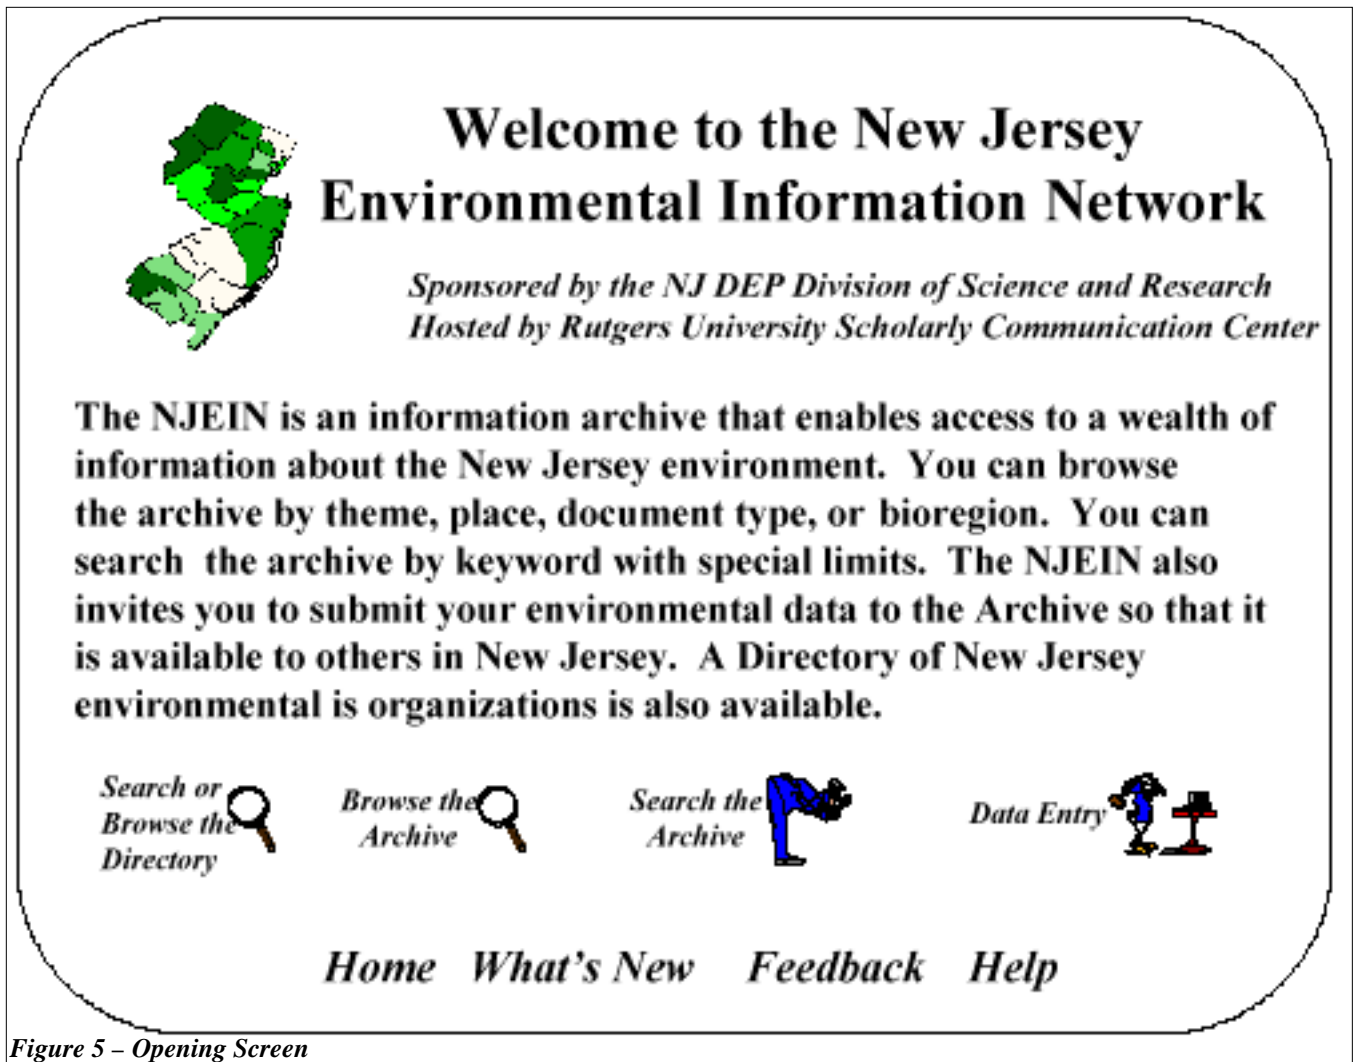 Welcome to the New Jersey
Environmental Information Network
Sponsored by the NJ DEP Division of Science and Research
Hosted by Rutgers University Scholarly Communication Center
The NJEIN is an information archive that enables access to a wealth of
information about the New Jersey environment. You can browse
the archive by theme, place, document type, or bioregion. You can
search the archive by keyword with special limits. The NJEIN also
invites you to submit your environmental data to the Archive so that it
is available to others in New Jersey. A Directory of New Jersey
environmental is organizations is also available.
Search or
Browse the
Directory
Browse the
Archive
Search the
Archive
Data Entry
Home What's New Feedback Help
Figure 5 – Opening Screen